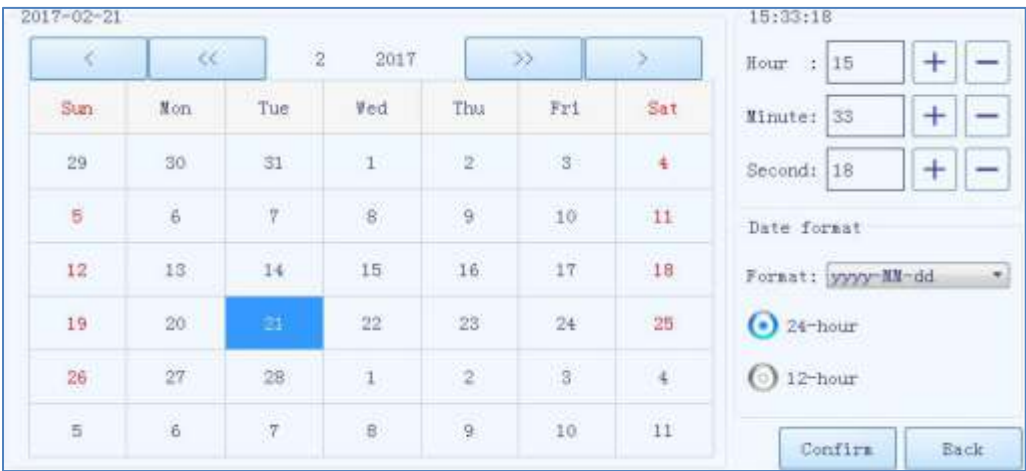 2017-02-21
< << 2 2017 >> >
Sun Mon Tue Wed Thu Fri Sat
29 30 31 1 2 3 4
5 6 7 8 9 10 11
12 13 14 15 16 17 18
19 20 21 22 23 24 25
26 27 28 1 2 3 4
5 6 7 8 9 10 11
15:33:18
Hour : 15 + −
Minute: 33 + −
Second: 18 + −
Date format
Format: yyyy-MM-dd
24-hour
12-hour
Confirm Back